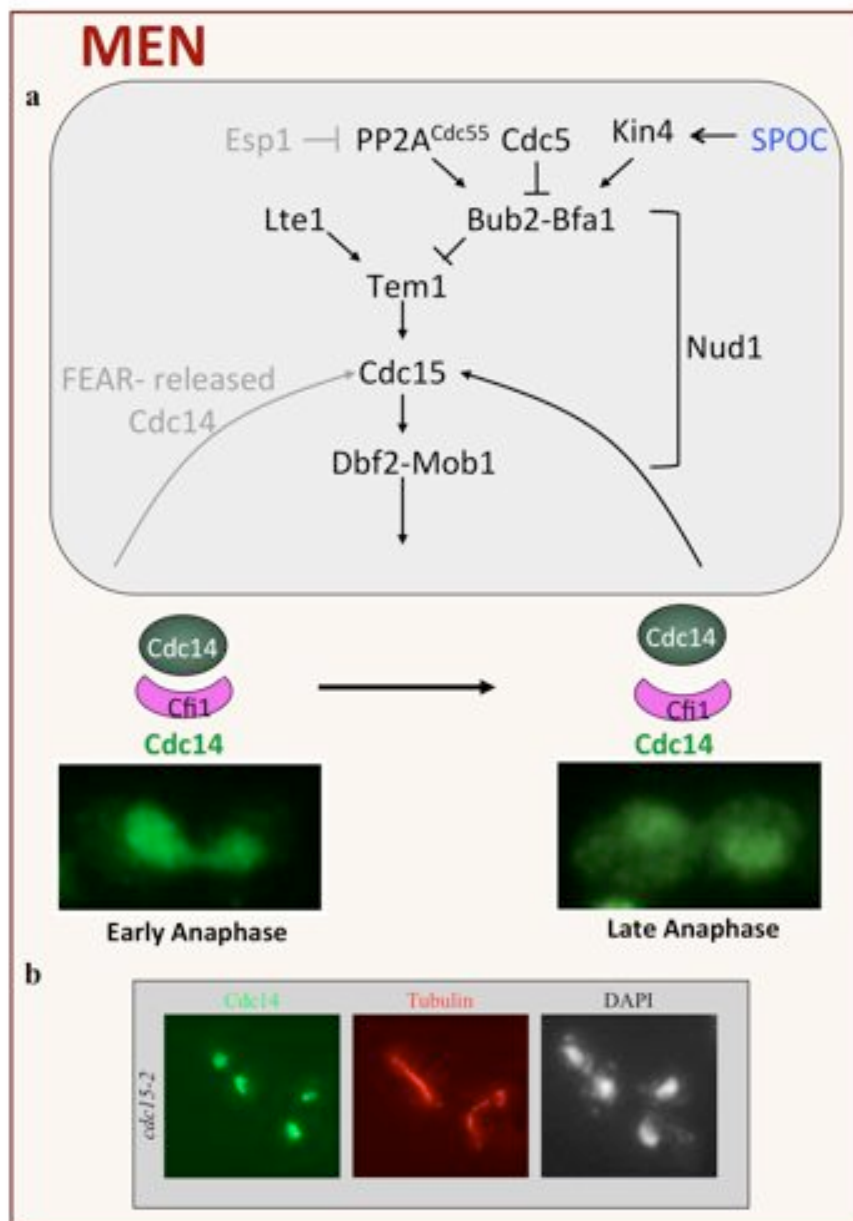 MEN
a
Esp1 PP2ACdc55 Cdc5 Kin4 SPOC
Lte1 Bub2-Bfa1
Tem1
Nud1
FEAR- released
Cdc14
Cdc15
Dbf2-Mob1
Cdc14
Cfi1
Cdc14
Cdc14
Cfi1
Cdc14
Early Anaphase
Late Anaphase
b
Cdc14 Tubulin DAPI
cdc15-2